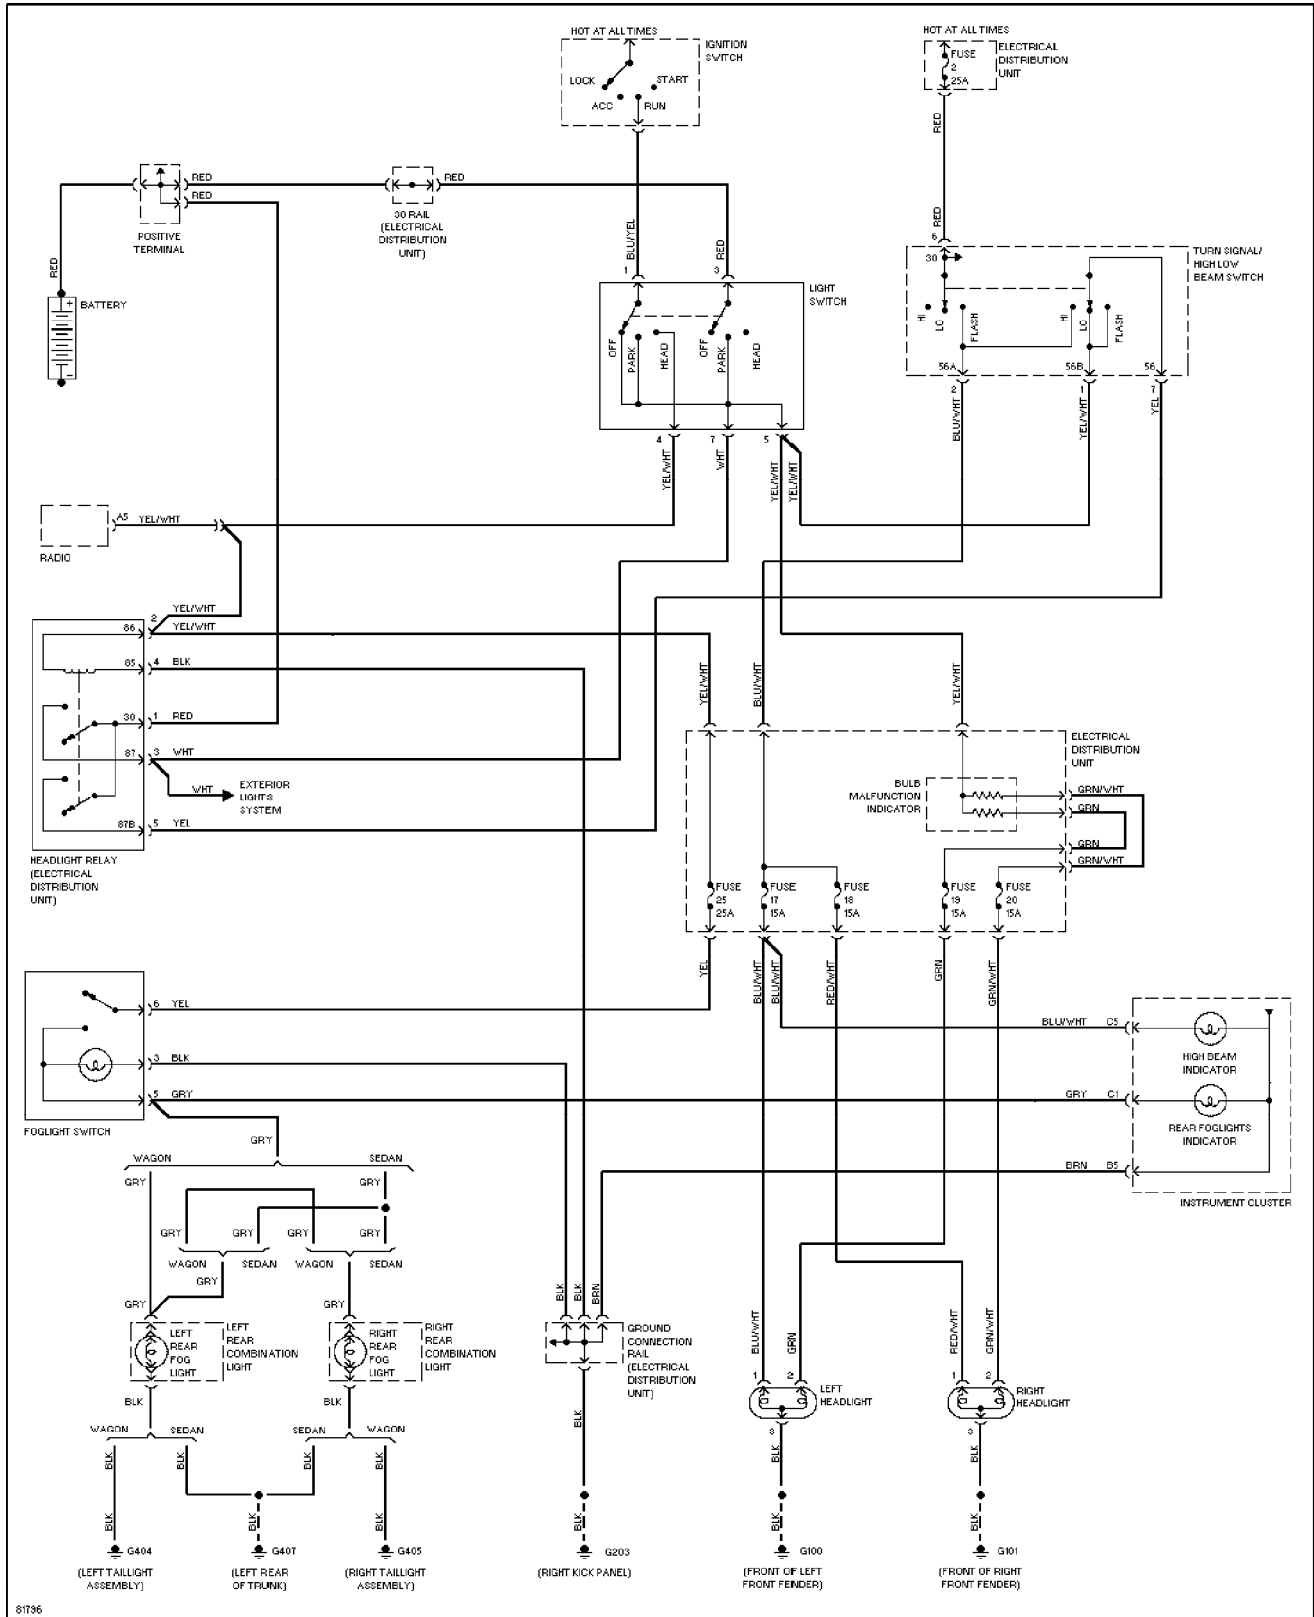 HOT AT ALL TIMES
IGNITION
SWITCH
LOCK
START
ACC
RUN
HOT AT ALL TIMES
FUSE
2
25A
ELECTRICAL
DISTRIBUTION
UNIT
RED
RED
RED
RED
RED
POSITIVE
TERMINAL
30 RAIL
(ELECTRICAL
DISTRIBUTION
UNIT)
BLU/YEL
RED
RED
BATTERY
+
-
1
3
LIGHT
SWITCH
OFF
PARK
HEAD
OFF
PARK
HEAD
4
7
5
YEL/WHT
WHT
YEL/WHT
YEL/WHT
6
30
TURN SIGNAL/
HIGH LOW
BEAM SWITCH
HI
LO
FLASH
HI
LO
FLASH
56A
56B
56
2
1
7
BLU/WHT
YEL/WHT
YEL
RADIO
A5
YEL/WHT
YEL/WHT
2
86
YEL/WHT
85
4
BLK
30
1
RED
87
3
WHT
WHT
EXTERIOR
LIGHTS
SYSTEM
87B
5
YEL
HEADLIGHT RELAY
(ELECTRICAL
DISTRIBUTION
UNIT)
YEL/WHT
BLU/WHT
YEL/WHT
ELECTRICAL
DISTRIBUTION
UNIT
BULB
MALFUNCTION
INDICATOR
GRN/WHT
GRN
GRN
GRN/WHT
FUSE
25
25A
FUSE
17
15A
FUSE
18
15A
FUSE
19
15A
FUSE
20
15A
YEL
BLU/WHT
BLU/WHT
RED/WHT
GRN
GRN/WHT
6
YEL
3
BLK
5
GRY
FOGLIGHT SWITCH
BLU/WHT
C5
HIGH BEAM
INDICATOR
GRY
C1
REAR FOGLIGHTS
INDICATOR
BRN
B5
INSTRUMENT CLUSTER
GRY
WAGON
SEDAN
GRY
GRY
GRY
GRY
GRY
GRY
WAGON
SEDAN
WAGON
SEDAN
GRY
GRY
GRY
LEFT
REAR
FOG
LIGHT
LEFT
REAR
COMBINATION
LIGHT
RIGHT
REAR
FOG
LIGHT
RIGHT
REAR
COMBINATION
LIGHT
BLK
BLK
BRN
GROUND
CONNECTION
RAIL
(ELECTRICAL
DISTRIBUTION
UNIT)
BLU/WHT
GRN
RED/WHT
GRN/WHT
1
2
LEFT
HEADLIGHT
3
1
2
RIGHT
HEADLIGHT
3
BLK
BLK
WAGON
SEDAN
SEDAN
WAGON
BLK
BLK
BLK
BLK
BLK
BLK
BLK
BLK
BLK
BLK
BLK
BLK
BLK
G404
(LEFT TAILLIGHT
ASSEMBLY)
G407
(LEFT REAR
OF TRUNK)
G405
(RIGHT TAILLIGHT
ASSEMBLY)
G203
(RIGHT KICK PANEL)
G100
(FRONT OF LEFT
FRONT FENDER)
G101
(FRONT OF RIGHT
FRONT FENDER)
81796